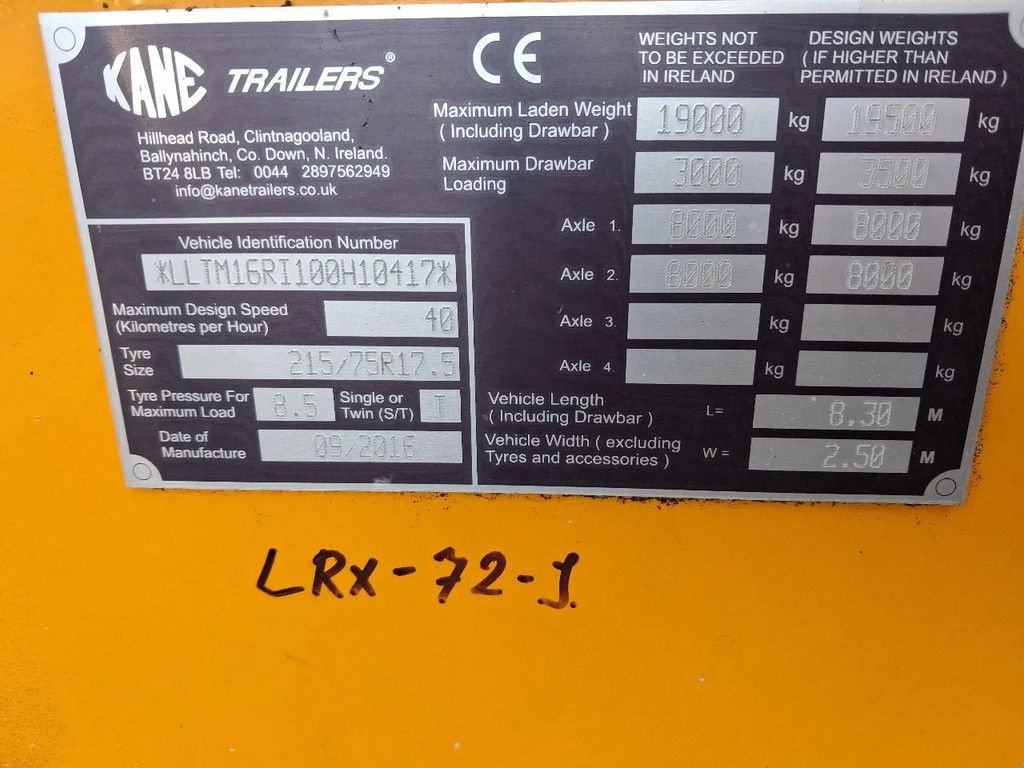 KANE TRAILERS®
Hillhead Road, Clintnagooland,
Ballynahinch, Co. Down, N. Ireland.
BT24 8LB Tel: 0044 2897562949
info@kanetrailers.co.uk
Vehicle Identification Number
*LLTM16RI100H10417*
Maximum Design Speed
(Kilometres per Hour) 40
Tyre
Size 215/75R17.5
Tyre Pressure For
Maximum Load 8.5
Single or
Twin (S/T) T
Date of
Manufacture 09/2016
CE
WEIGHTS NOT
TO BE EXCEEDED
IN IRELAND
DESIGN WEIGHTS
( IF HIGHER THAN
PERMITTED IN IRELAND )
Maximum Laden Weight
( Including Drawbar ) 19000 kg 19500 kg
Maximum Drawbar
Loading 3000 kg 3500 kg
Axle 1. 8000 kg 8000 kg
Axle 2. 8000 kg 8000 kg
Axle 3. kg kg
Axle 4. kg kg
Vehicle Length
( Including Drawbar ) L= 8.30 M
Vehicle Width ( excluding
Tyres and accessories ) W = 2.50 M
LRX-72-J